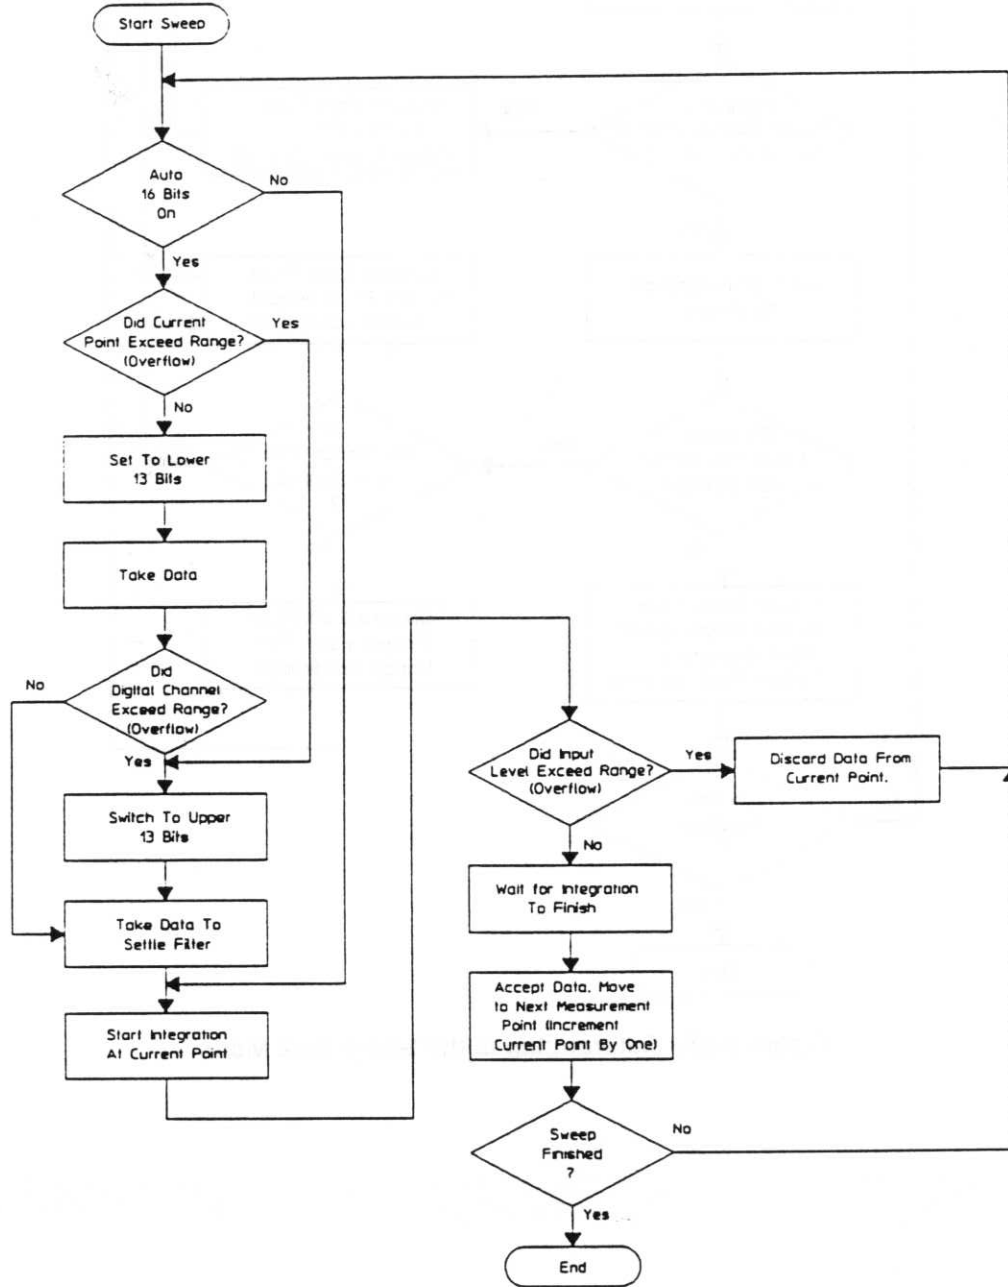 Start Sweep
Auto
16 Bits
On
No
Yes
Did Current
Point Exceed Range?
(Overflow)
Yes
No
Set To Lower
13 Bits
Take Data
Did
Digital Channel
Exceed Range?
(Overflow)
No
Yes
Switch To Upper
13 Bits
Take Data To
Settle Filter
Start Integration
At Current Point
Did Input
Level Exceed Range?
(Overflow)
Yes
Discard Data From
Current Point.
No
Wait for Integration
To Finish
Accept Data. Move
to Next Measurement
Point (Increment
Current Point By One)
Sweep
Finished
?
No
Yes
End